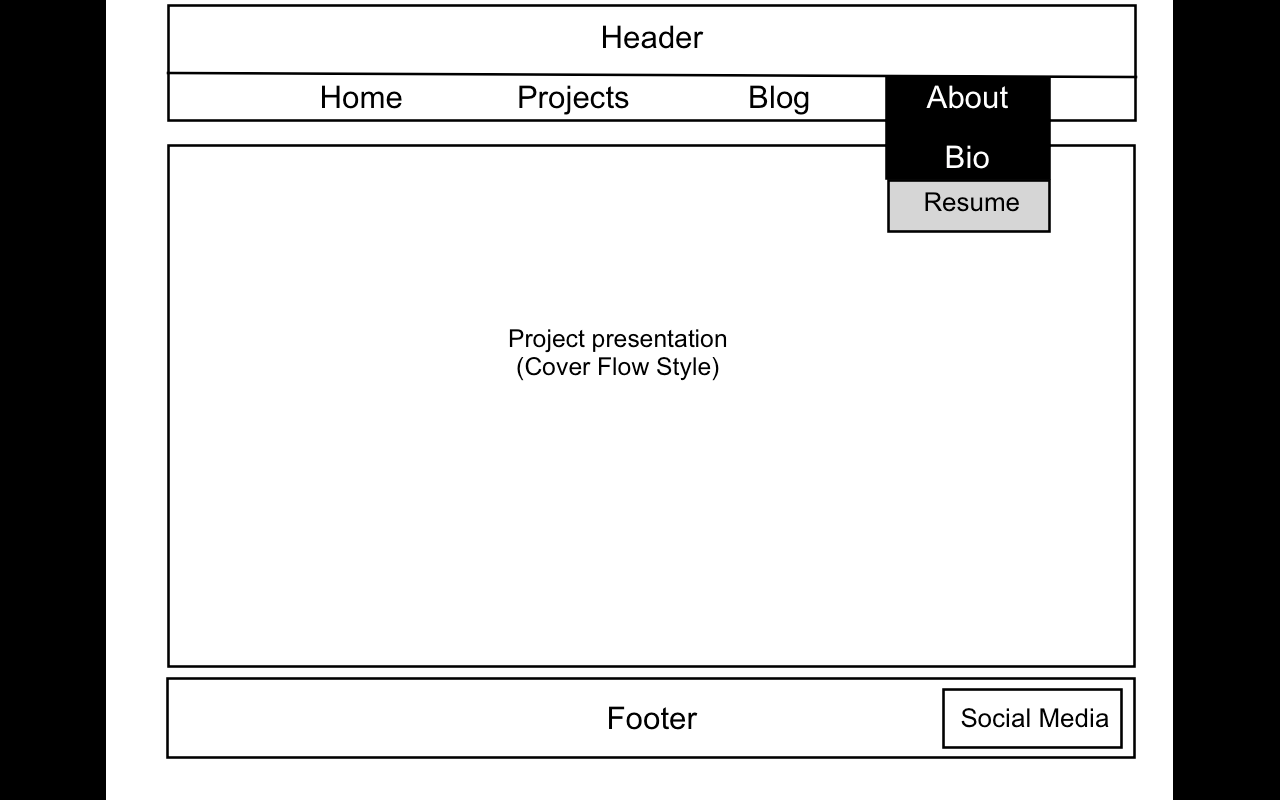 Header
Home Projects Blog About
Bio
Resume
Project presentation
(Cover Flow Style)
Footer
Social Media